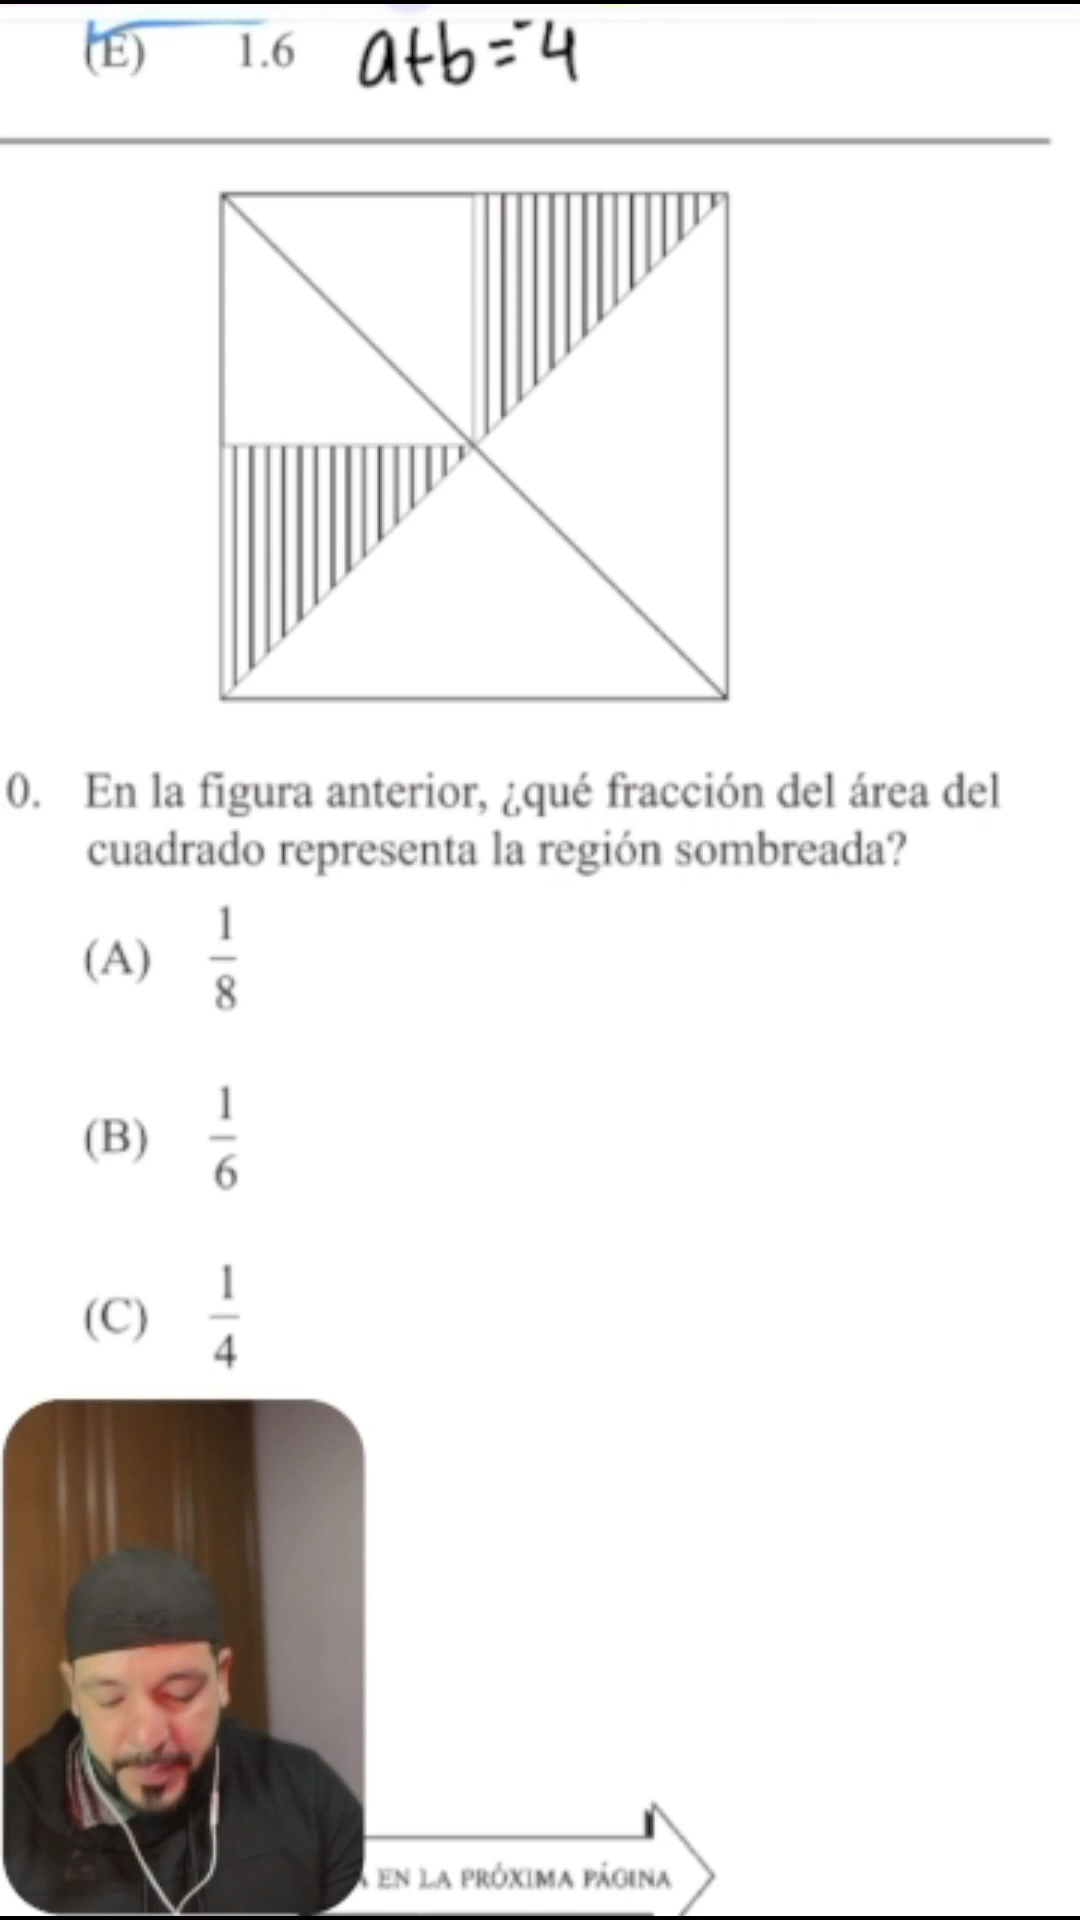 (E) 1.6 a+b=-4
0. En la figura anterior, ¿qué fracción del área del
cuadrado representa la región sombreada?
(A) 1/8
(B) 1/6
(C) 1/4
EN LA PRÓXIMA PÁGINA